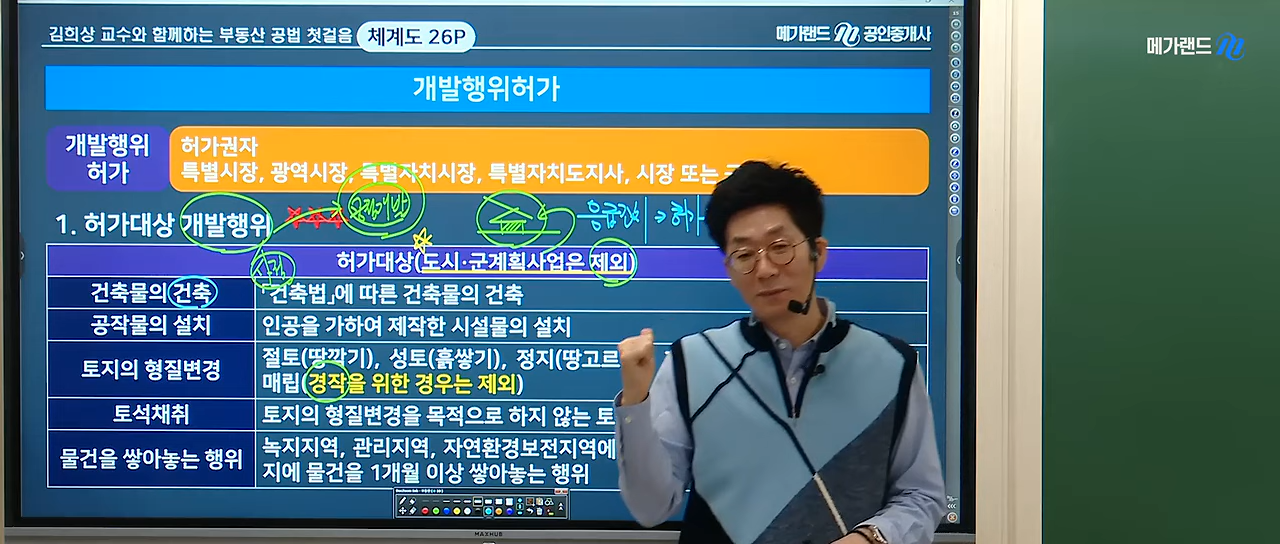 김희상 교수와 함께하는 부동산 공법 첫걸음 체계도 26P
메가랜드 공인중개사
메가랜드
개발행위허가
개발행위
허가
허가권자
특별시장, 광역시장, 특별자치시장, 특별자치도지사, 시장 또는
1. 허가대상 개발행위
난개발
응급조치 → 허가
허가대상(도시·군계획사업은 제외)
건축물의 건축
「건축법」에 따른 건축물의 건축
공작물의 설치
인공을 가하여 제작한 시설물의 설치
토지의 형질변경
절토(땅깍기), 성토(흙쌓기), 정지(땅고르
매립(경작을 위한 경우는 제외)
토석채취
토지의 형질변경을 목적으로 하지 않는 토
물건을 쌓아놓는 행위
녹지지역, 관리지역, 자연환경보전지역에
지에 물건을 1개월 이상 쌓아놓는 행위
MAXHUB